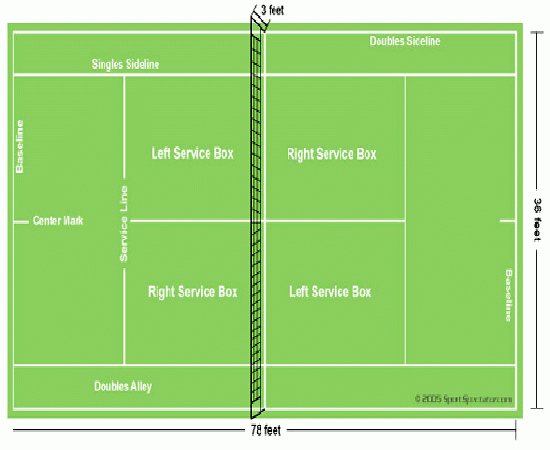 3 feet
Doubles Siceline
Singles Sideline
Baseline
Left Service Box
Right Service Box
Center Mark
Service Line
36 feet
Right Service Box
Left Service Box
Baseline
Doubles Alley
© 2005 SportSpectator.com
78 feet